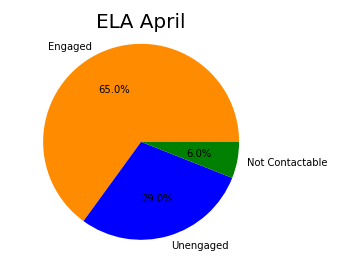 ELA April
Engaged
65.0%
6.0%
Not Contactable
29.0%
Unengaged